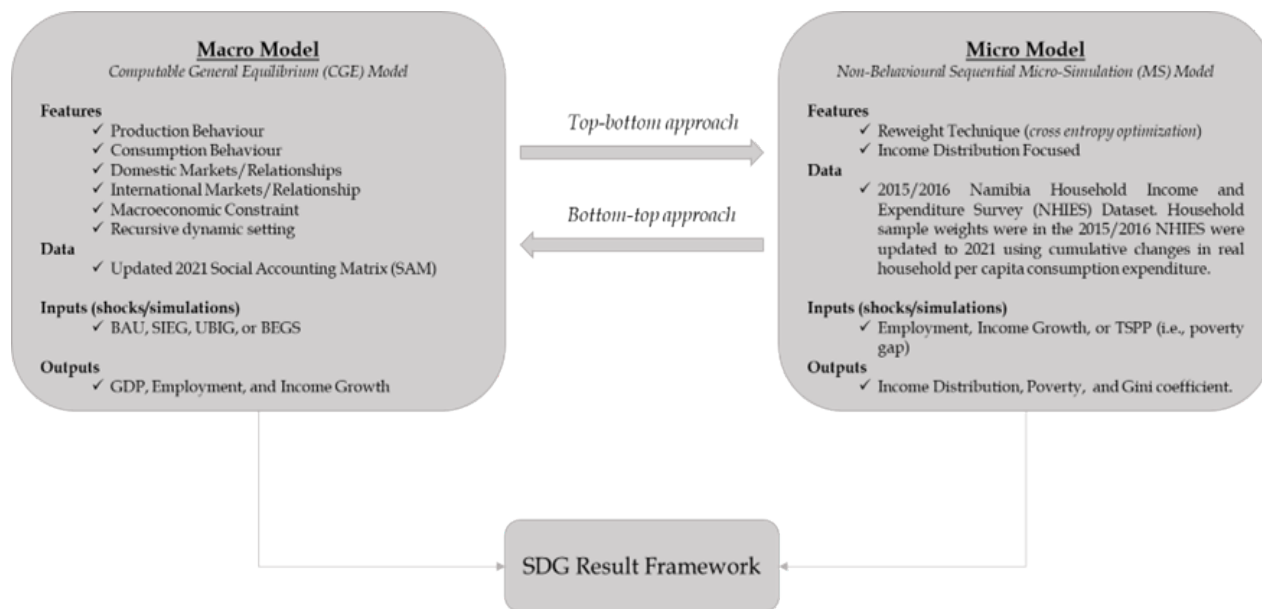 Macro Model
Computable General Equilibrium (CGE) Model
Features
✓ Production Behaviour
✓ Consumption Behaviour
✓ Domestic Markets/Relationships
✓ International Markets/Relationship
✓ Macroeconomic Constraint
✓ Recursive dynamic setting
Data
✓ Updated 2021 Social Accounting Matrix (SAM)
Inputs (shocks/simulations)
✓ BAU, SIEG, UBIG, or BEGS
Outputs
✓ GDP, Employment, and Income Growth
Top-bottom approach
Bottom-top approach
Micro Model
Non-Behavioural Sequential Micro-Simulation (MS) Model
Features
✓ Reweight Technique (cross entropy optimization)
✓ Income Distribution Focused
Data
✓ 2015/2016 Namibia Household Income and
Expenditure Survey (NHIES) Dataset. Household
sample weights were in the 2015/2016 NHIES were
updated to 2021 using cumulative changes in real
household per capita consumption expenditure.
Inputs (shocks/simulations)
✓ Employment, Income Growth, or TSPP (i.e., poverty
gap)
Outputs
✓ Income Distribution, Poverty, and Gini coefficient.
SDG Result Framework